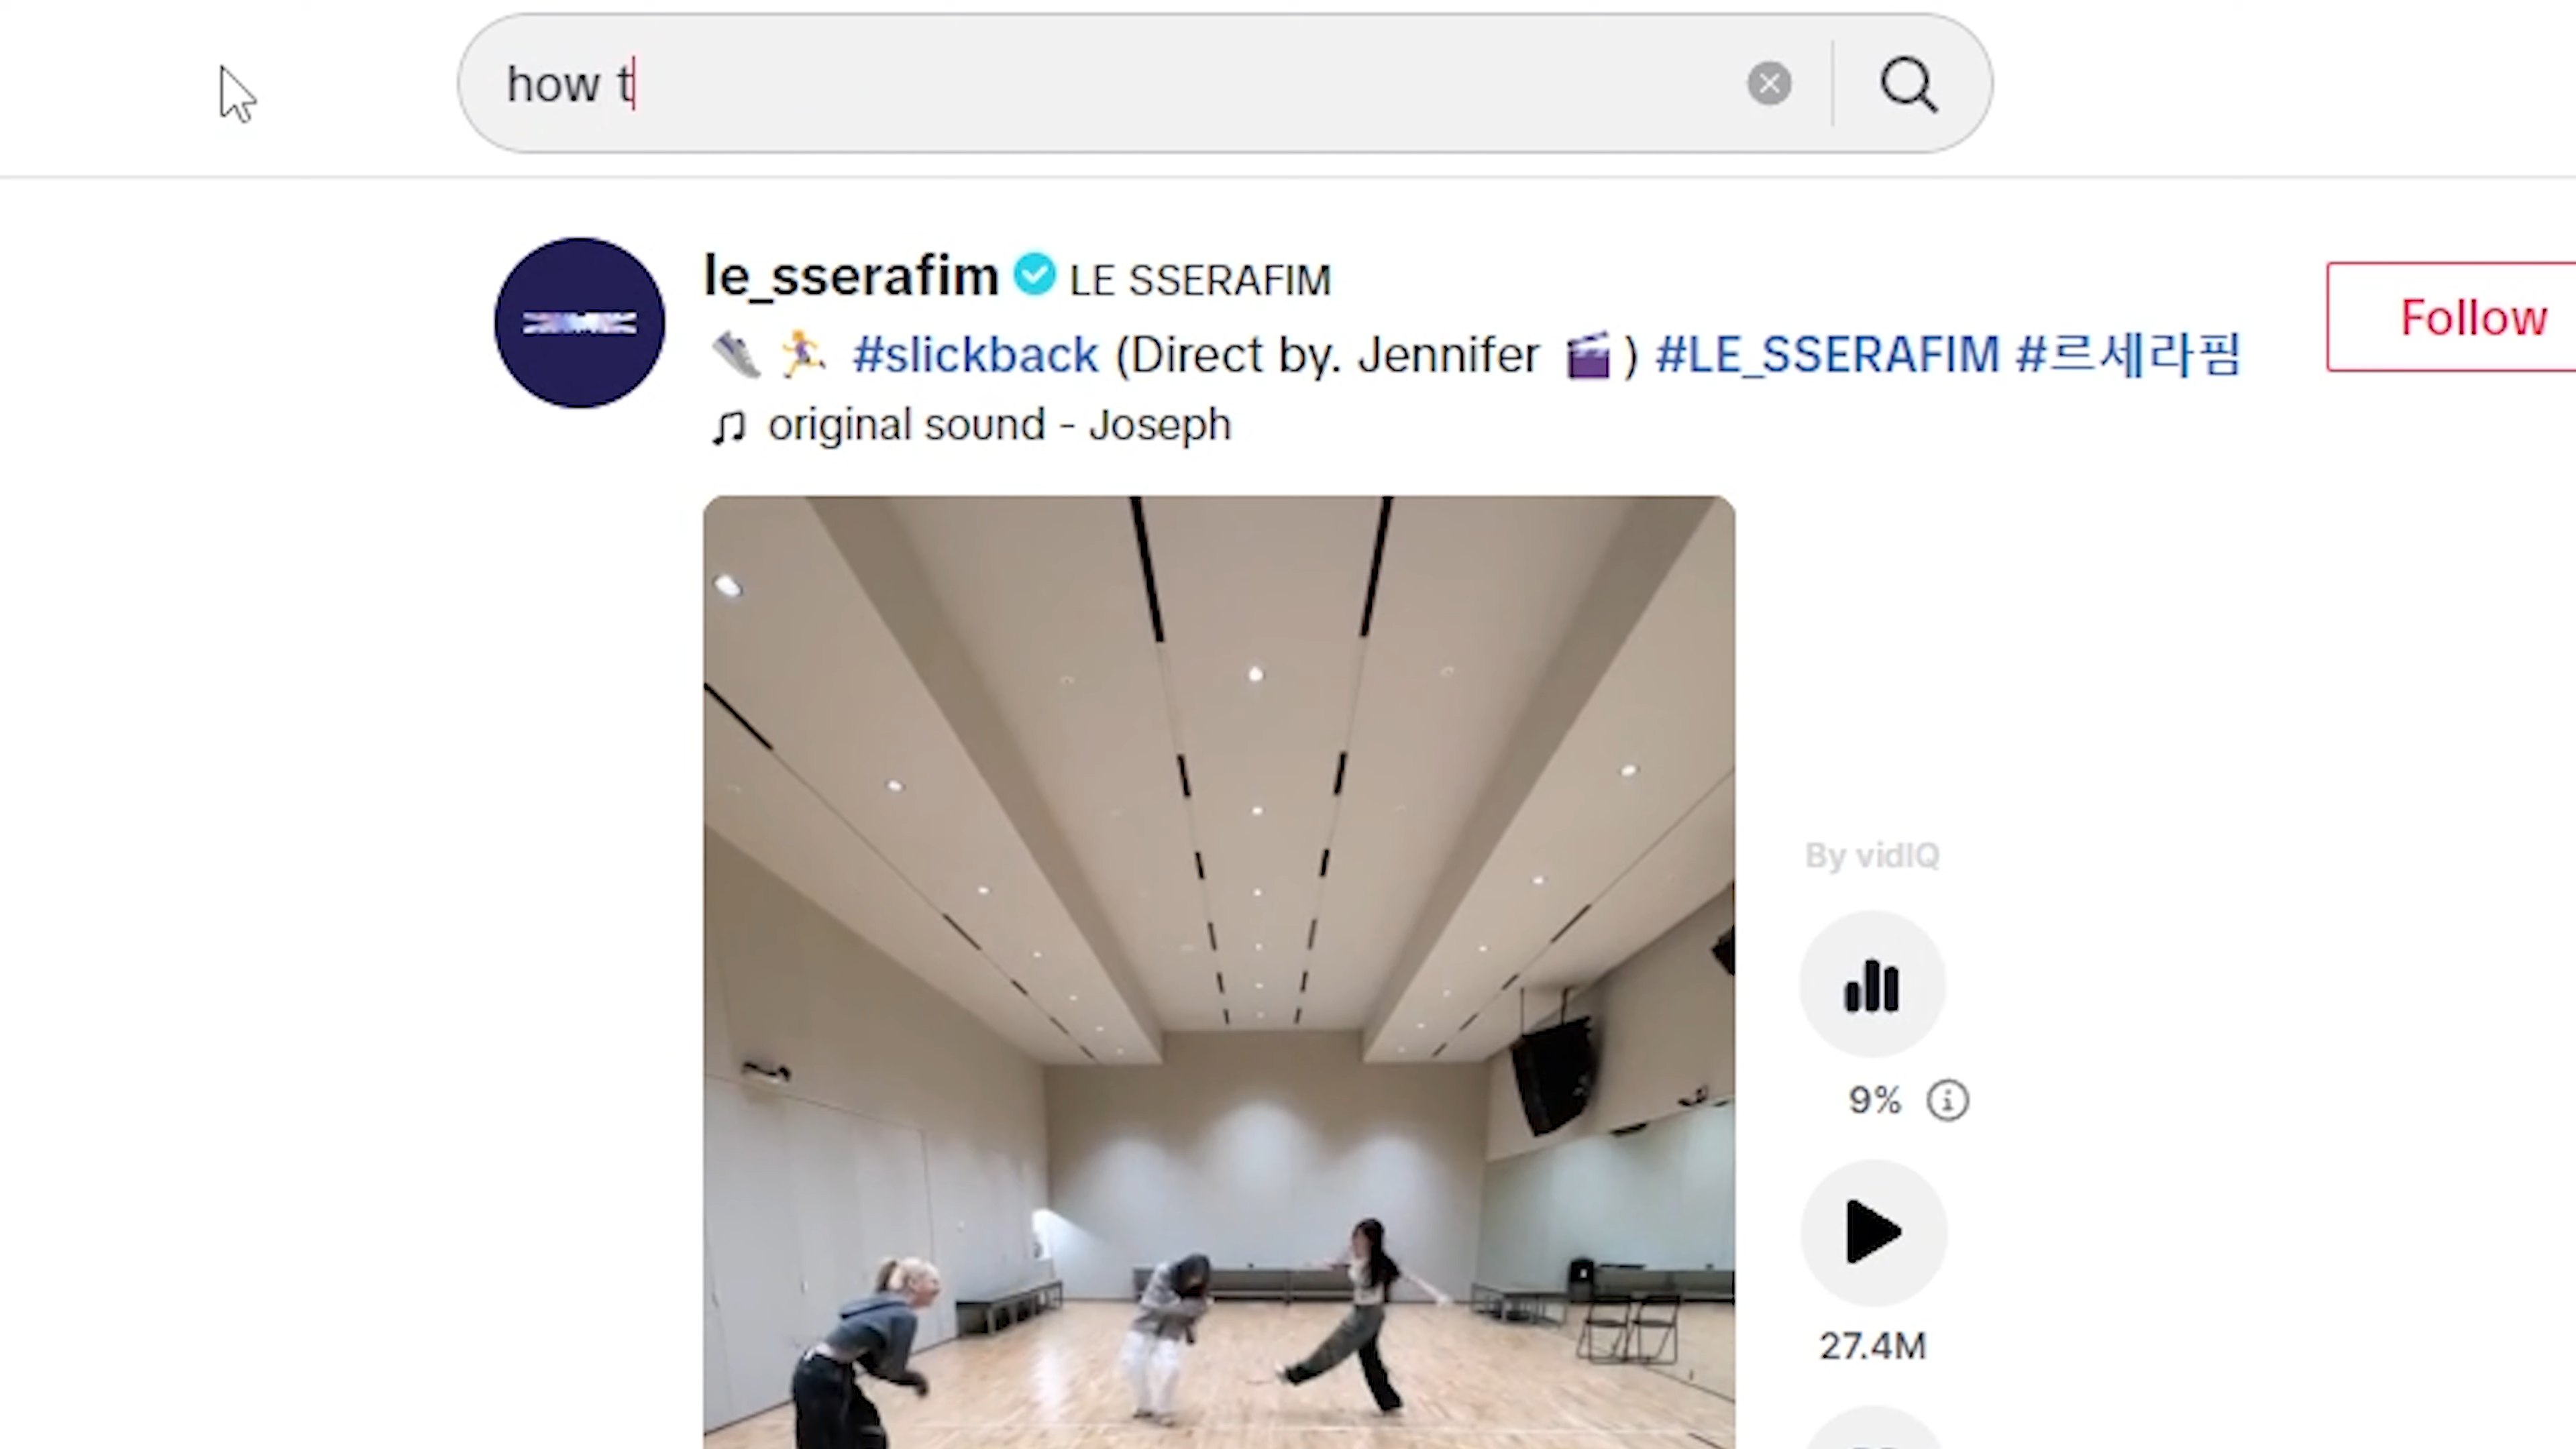 how t
le_sserafim LE SSERAFIM
#slickback (Direct by. Jennifer ) #LE_SSERAFIM #르세라핌
Follow
original sound - Joseph
By vidIQ
9%
27.4M